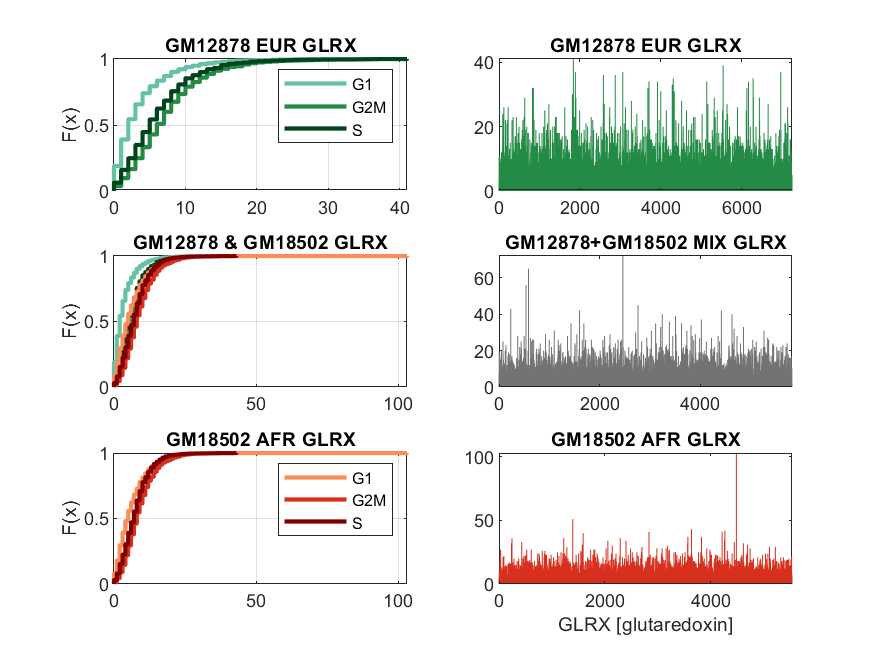 GM12878 EUR GLRX
F(x)
1
0.5
0
0 10 20 30 40
G1
G2M
S
GM12878 EUR GLRX
40
20
0
0 2000 4000 6000
GM12878 & GM18502 GLRX
F(x)
1
0.5
0
0 50 100
GM12878+GM18502 MIX GLRX
60
40
20
0
0 2000 4000
GM18502 AFR GLRX
F(x)
1
0.5
0
0 50 100
G1
G2M
S
GM18502 AFR GLRX
100
50
0
0 2000 4000
GLRX [glutaredoxin]